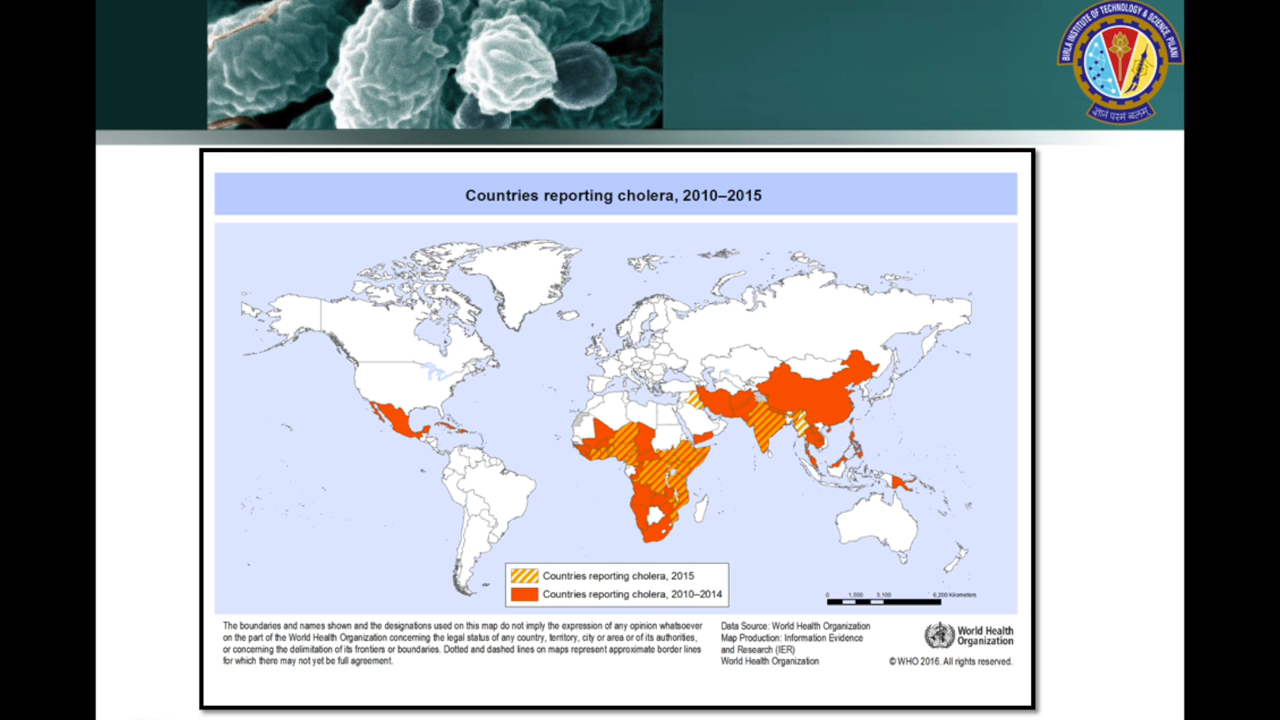 BIRLA INSTITUTE OF TECHNOLOGY & SCIENCE, PILANI
ज्ञानं परमं बलम्
Countries reporting cholera, 2010–2015
Countries reporting cholera, 2015
Countries reporting cholera, 2010–2014
0 1,550 3,100 6,200 Kilometers
The boundaries and names shown and the designations used on this map do not imply the expression of any opinion whatsoever
on the part of the World Health Organization concerning the legal status of any country, territory, city or area or of its authorities,
or concerning the delimitation of its frontiers or boundaries. Dotted and dashed lines on maps represent approximate border lines
for which there may not yet be full agreement.
Data Source: World Health Organization
Map Production: Information Evidence
and Research (IER)
World Health Organization
World Health
Organization
© WHO 2016. All rights reserved.